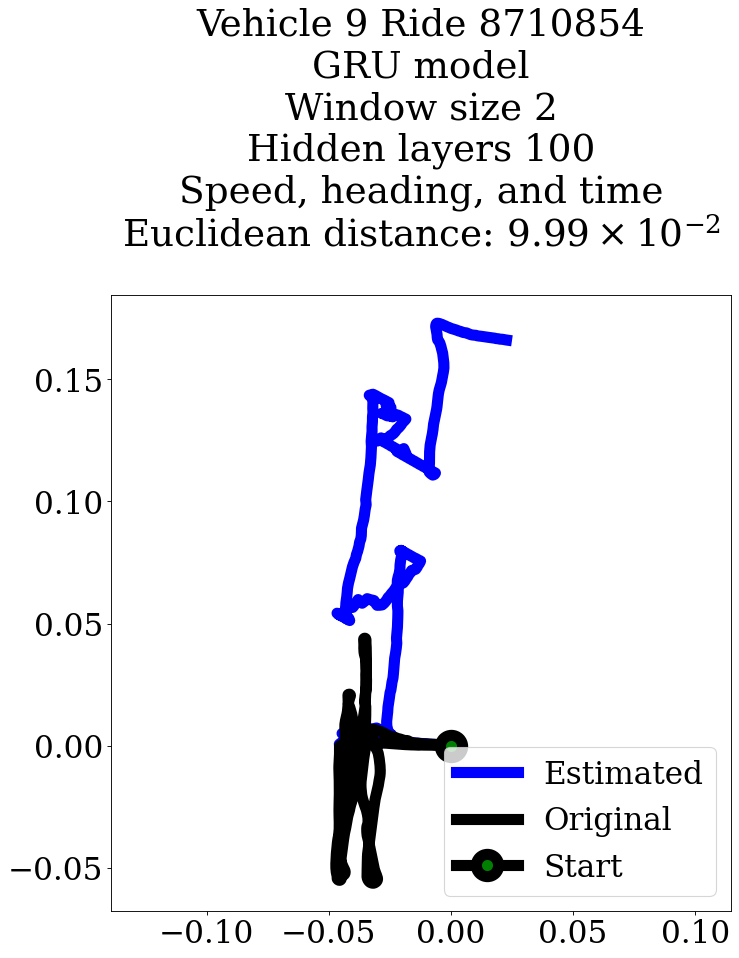 Vehicle 9 Ride 8710854
GRU model
Window size 2
Hidden layers 100
Speed, heading, and time
Euclidean distance: 9.99 × 10⁻²
0.15
0.10
0.05
0.00
−0.05
Estimated
Original
Start
−0.10 −0.05 0.00 0.05 0.10